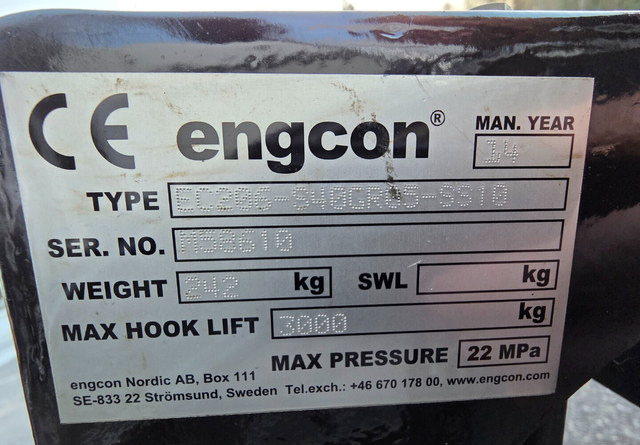 CE engcon® MAN. YEAR
14
TYPE EC206-S40GR05-SS10
SER. NO. M58610
WEIGHT 242 kg SWL kg
MAX HOOK LIFT 3000 kg
MAX PRESSURE 22 MPa
engcon Nordic AB, Box 111
SE-833 22 Strömsund, Sweden Tel.exch.: +46 670 178 00, www.engcon.com